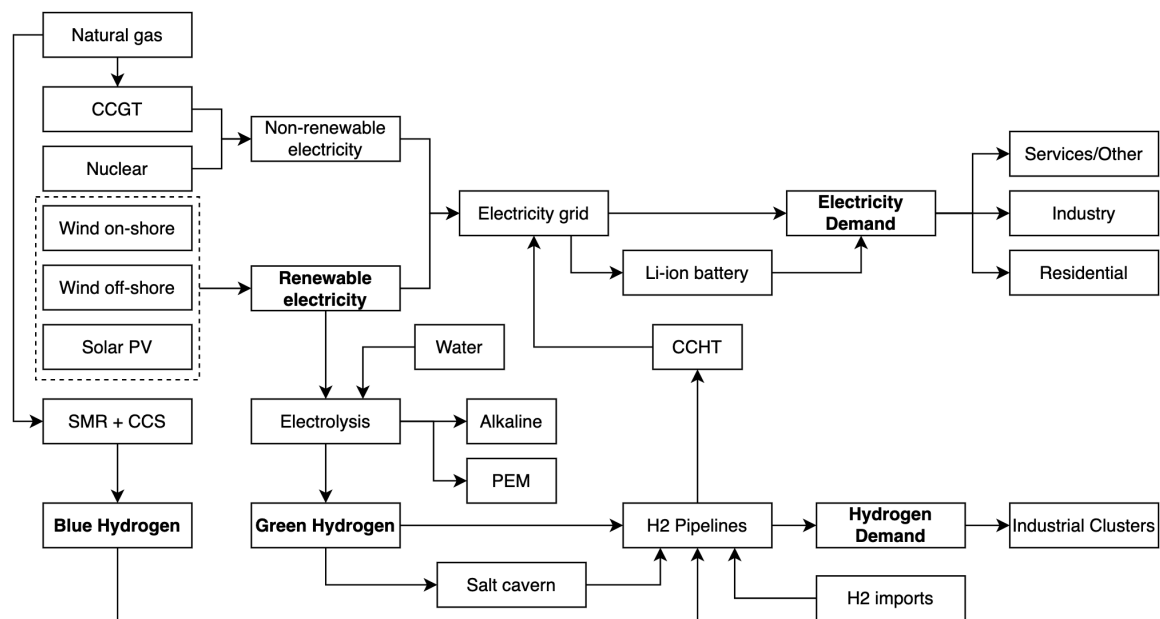 Natural gas
CCGT
Nuclear
Non-renewable
electricity
Wind on-shore
Wind off-shore
Solar PV
Renewable
electricity
Electricity grid
Electricity
Demand
Services/Other
Industry
Residential
Li-ion battery
Water
CCHT
SMR + CCS
Electrolysis
Alkaline
PEM
Blue Hydrogen
Green Hydrogen
H2 Pipelines
Hydrogen
Demand
Industrial Clusters
Salt cavern
H2 imports